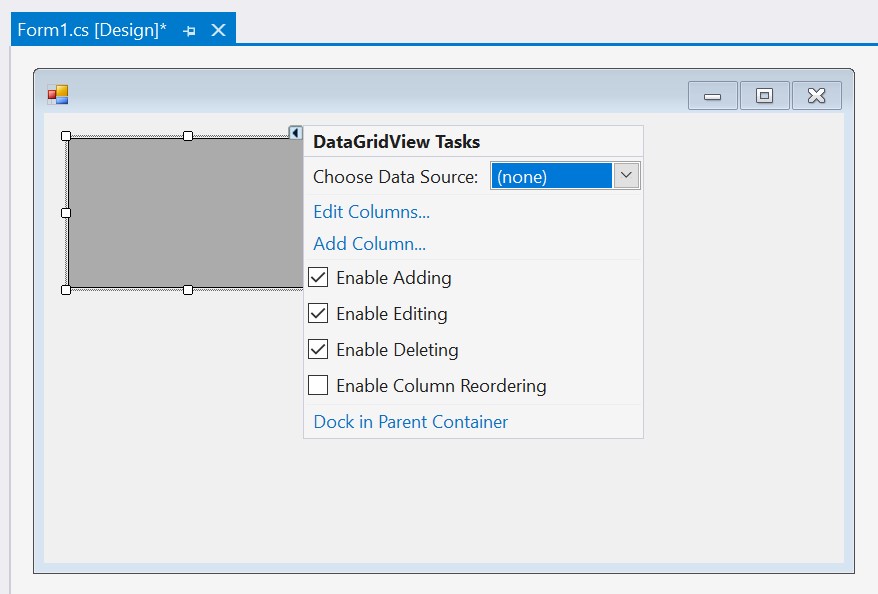 Form1.cs [Design]*
DataGridView Tasks
Choose Data Source: (none)
Edit Columns...
Add Column...
Enable Adding
Enable Editing
Enable Deleting
Enable Column Reordering
Dock in Parent Container